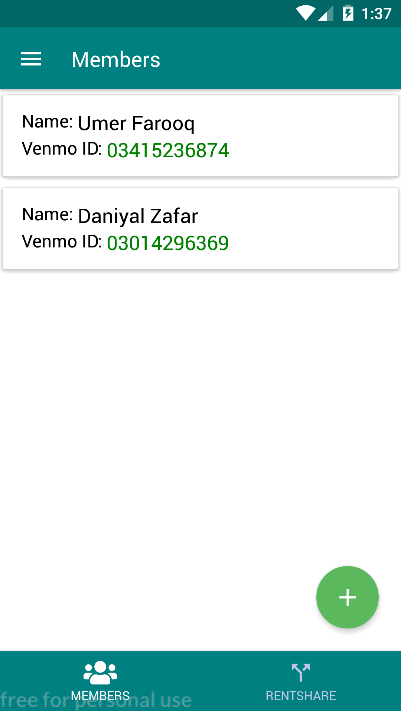 1:37
Members
Name: Umer Farooq
Venmo ID: 03415236874
Name: Daniyal Zafar
Venmo ID: 03014296369
MEMBERS
RENTSHARE
free for personal use